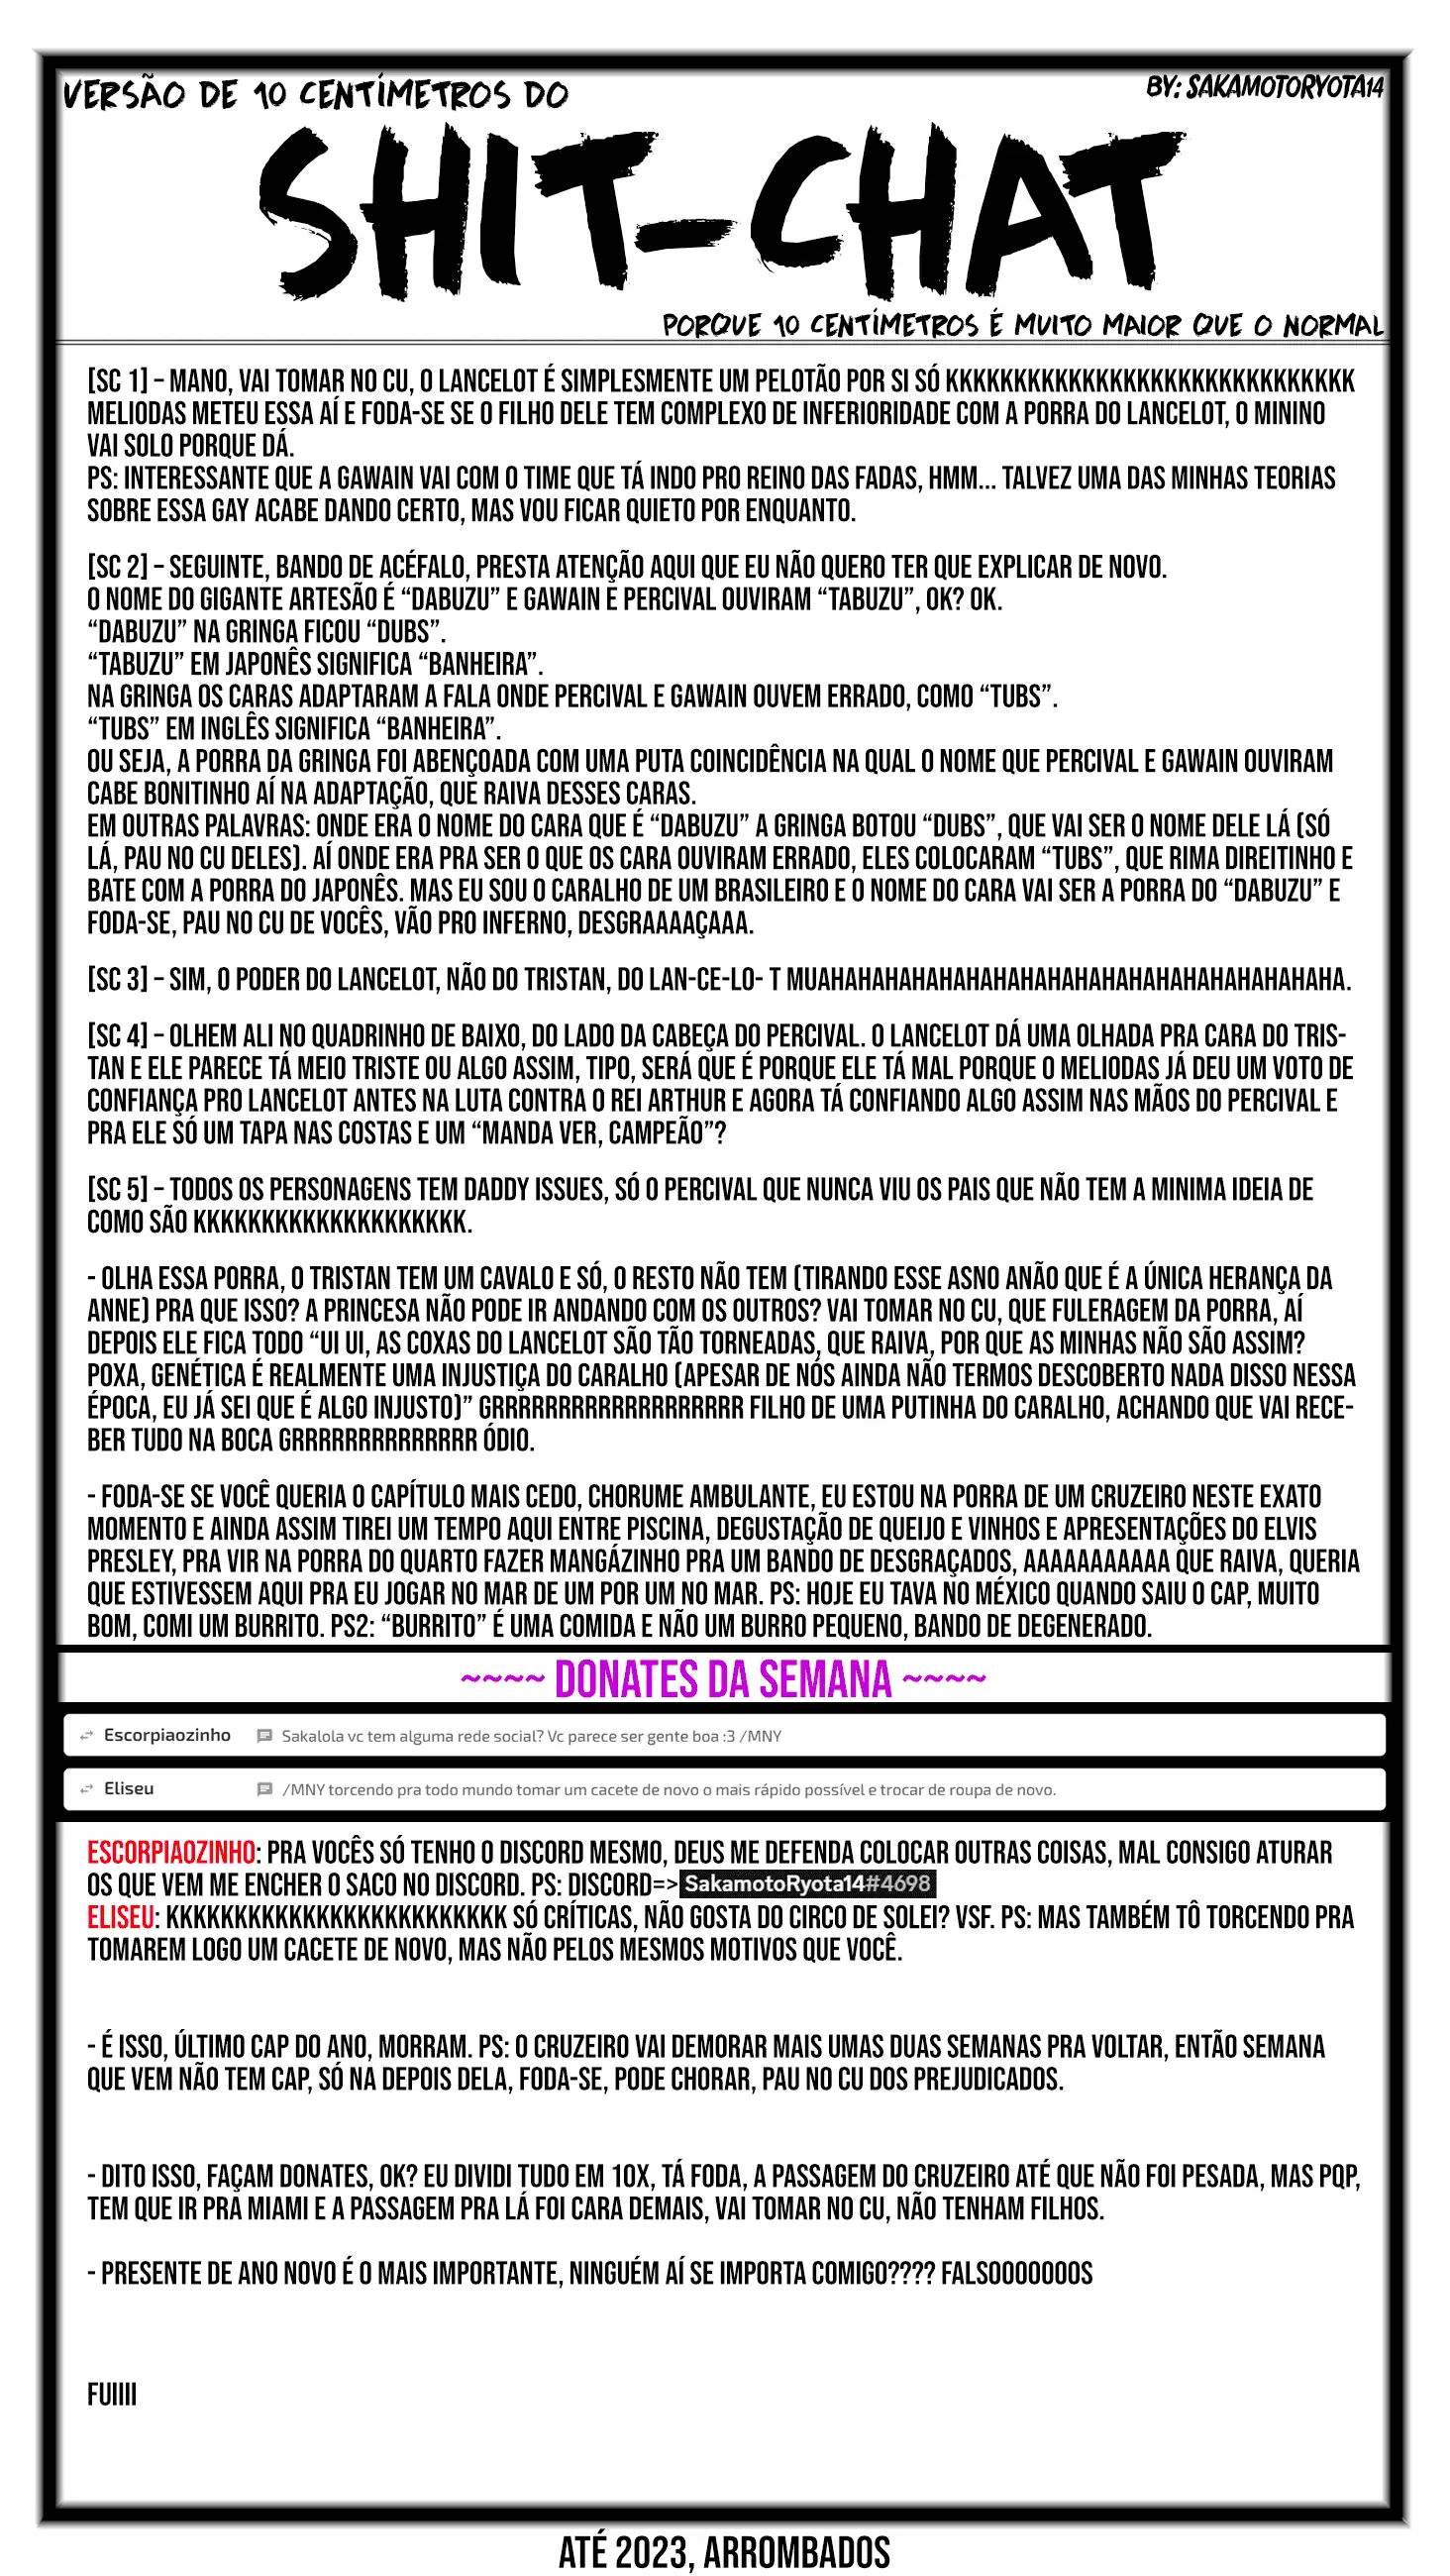 VERSÃO DE 10 CENTÍMETROS DO
BY: SAKAMOTORYOTA14
SHIT-CHAT
PORQUE 10 CENTÍMETROS É MUITO MAIOR QUE O NORMAL
[SC 1] – MANO, VAI TOMAR NO CU, O LANCELOT É SIMPLESMENTE UM PELOTÃO POR SI SÓ KKKKKKKKKKKKKKKKKKKKKKKKKKKKKK
MELIODAS METEU ESSA AÍ E FODA-SE SE O FILHO DELE TEM COMPLEXO DE INFERIORIDADE COM A PORRA DO LANCELOT, O MININO
VAI SOLO PORQUE DÁ.
PS: INTERESSANTE QUE A GAWAIN VAI COM O TIME QUE TÁ INDO PRO REINO DAS FADAS, HMM... TALVEZ UMA DAS MINHAS TEORIAS
SOBRE ESSA GAY ACABE DANDO CERTO, MAS VOU FICAR QUIETO POR ENQUANTO.
[SC 2] – SEGUINTE, BANDO DE ACÉFALO, PRESTA ATENÇÃO AQUI QUE EU NÃO QUERO TER QUE EXPLICAR DE NOVO.
O NOME DO GIGANTE ARTESÃO É “DABUZU” E GAWAIN E PERCIVAL OUVIRAM “TABUZU”, OK? OK.
“DABUZU” NA GRINGA FICOU “DUBS”.
“TABUZU” EM JAPONÊS SIGNIFICA “BANHEIRA”.
NA GRINGA OS CARAS ADAPTARAM A FALA ONDE PERCIVAL E GAWAIN OUVEM ERRADO, COMO “TUBS”.
“TUBS” EM INGLÊS SIGNIFICA “BANHEIRA”.
OU SEJA, A PORRA DA GRINGA FOI ABENÇOADA COM UMA PUTA COINCIDÊNCIA NA QUAL O NOME QUE PERCIVAL E GAWAIN OUVIRAM
CABE BONITINHO AÍ NA ADAPTAÇÃO, QUE RAIVA DESSES CARAS.
EM OUTRAS PALAVRAS: ONDE ERA O NOME DO CARA QUE É “DABUZU” A GRINGA BOTOU “DUBS”, QUE VAI SER O NOME DELE LÁ (SÓ
LÁ, PAU NO CU DELES). AÍ ONDE ERA PRA SER O QUE OS CARA OUVIRAM ERRADO, ELES COLOCARAM “TUBS”, QUE RIMA DIREITINHO E
BATE COM A PORRA DO JAPONÊS. MAS EU SOU O CARALHO DE UM BRASILEIRO E O NOME DO CARA VAI SER A PORRA DO “DABUZU” E
FODA-SE, PAU NO CU DE VOCÊS, VÃO PRO INFERNO, DESGRAAAAÇAAA.
[SC 3] – SIM, O PODER DO LANCELOT, NÃO DO TRISTAN, DO LAN-CE-LO- T MUAHAHAHAHAHAHAHAHAHAHAHAHAHAHAHAHAHAHA.
[SC 4] – OLHEM ALI NO QUADRINHO DE BAIXO, DO LADO DA CABEÇA DO PERCIVAL. O LANCELOT DÁ UMA OLHADA PRA CARA DO TRIS-
TAN E ELE PARECE TÁ MEIO TRISTE OU ALGO ASSIM, TIPO, SERÁ QUE É PORQUE ELE TÁ MAL PORQUE O MELIODAS JÁ DEU UM VOTO DE
CONFIANÇA PRO LANCELOT ANTES NA LUTA CONTRA O REI ARTHUR E AGORA TÁ CONFIANDO ALGO ASSIM NAS MÃOS DO PERCIVAL E
PRA ELE SÓ UM TAPA NAS COSTAS E UM “MANDA VER, CAMPEÃO”?
[SC 5] – TODOS OS PERSONAGENS TEM DADDY ISSUES, SÓ O PERCIVAL QUE NUNCA VIU OS PAIS QUE NÃO TEM A MINIMA IDEIA DE
COMO SÃO KKKKKKKKKKKKKKKKKKKK.
- OLHA ESSA PORRA, O TRISTAN TEM UM CAVALO E SÓ, O RESTO NÃO TEM (TIRANDO ESSE ASNO ANÃO QUE É A ÚNICA HERANÇA DA
ANNE) PRA QUE ISSO? A PRINCESA NÃO PODE IR ANDANDO COM OS OUTROS? VAI TOMAR NO CU, QUE FULERAGEM DA PORRA, AÍ
DEPOIS ELE FICA TODO “UI UI, AS COXAS DO LANCELOT SÃO TÃO TORNEADAS, QUE RAIVA, POR QUE AS MINHAS NÃO SÃO ASSIM?
POXA, GENÉTICA É REALMENTE UMA INJUSTIÇA DO CARALHO (APESAR DE NÓS AINDA NÃO TERMOS DESCOBERTO NADA DISSO NESSA
ÉPOCA, EU JÁ SEI QUE É ALGO INJUSTO)” GRRRRRRRRRRRRRRRRRRR FILHO DE UMA PUTINHA DO CARALHO, ACHANDO QUE VAI RECE-
BER TUDO NA BOCA GRRRRRRRRRRRRRR ÓDIO.
- FODA-SE SE VOCÊ QUERIA O CAPÍTULO MAIS CEDO, CHORUME AMBULANTE, EU ESTOU NA PORRA DE UM CRUZEIRO NESTE EXATO
MOMENTO E AINDA ASSIM TIREI UM TEMPO AQUI ENTRE PISCINA, DEGUSTAÇÃO DE QUEIJO E VINHOS E APRESENTAÇÕES DO ELVIS
PRESLEY, PRA VIR NA PORRA DO QUARTO FAZER MANGÁZINHO PRA UM BANDO DE DESGRAÇADOS, AAAAAAAAAAA QUE RAIVA, QUERIA
QUE ESTIVESSEM AQUI PRA EU JOGAR NO MAR DE UM POR UM NO MAR. PS: HOJE EU TAVA NO MÉXICO QUANDO SAIU O CAP, MUITO
BOM, COMI UM BURRITO. PS2: “BURRITO” É UMA COMIDA E NÃO UM BURRO PEQUENO, BANDO DE DEGENERADO.
~~~~ DONATES DA SEMANA ~~~~
Escorpiaozinho Sakalola vc tem alguma rede social? Vc parece ser gente boa :3 /MNY
Eliseu /MNY torcendo pra todo mundo tomar um cacete de novo o mais rápido possível e trocar de roupa de novo.
ESCORPIAOZINHO: PRA VOCÊS SÓ TENHO O DISCORD MESMO, DEUS ME DEFENDA COLOCAR OUTRAS COISAS, MAL CONSIGO ATURAR
OS QUE VEM ME ENCHER O SACO NO DISCORD. PS: DISCORD=> SakamotoRyota14#4698
ELISEU: KKKKKKKKKKKKKKKKKKKKKKKKK SÓ CRÍTICAS, NÃO GOSTA DO CIRCO DE SOLEI? VSF. PS: MAS TAMBÉM TÔ TORCENDO PRA
TOMAREM LOGO UM CACETE DE NOVO, MAS NÃO PELOS MESMOS MOTIVOS QUE VOCÊ.
- É ISSO, ÚLTIMO CAP DO ANO, MORRAM. PS: O CRUZEIRO VAI DEMORAR MAIS UMAS DUAS SEMANAS PRA VOLTAR, ENTÃO SEMANA
QUE VEM NÃO TEM CAP, SÓ NA DEPOIS DELA, FODA-SE, PODE CHORAR, PAU NO CU DOS PREJUDICADOS.
- DITO ISSO, FAÇAM DONATES, OK? EU DIVIDI TUDO EM 10X, TÁ FODA, A PASSAGEM DO CRUZEIRO ATÉ QUE NÃO FOI PESADA, MAS PQP,
TEM QUE IR PRA MIAMI E A PASSAGEM PRA LÁ FOI CARA DEMAIS, VAI TOMAR NO CU, NÃO TENHAM FILHOS.
- PRESENTE DE ANO NOVO É O MAIS IMPORTANTE, NINGUÉM AÍ SE IMPORTA COMIGO???? FALSOOOOOOOS
FUIIII
ATÉ 2023, ARROMBADOS